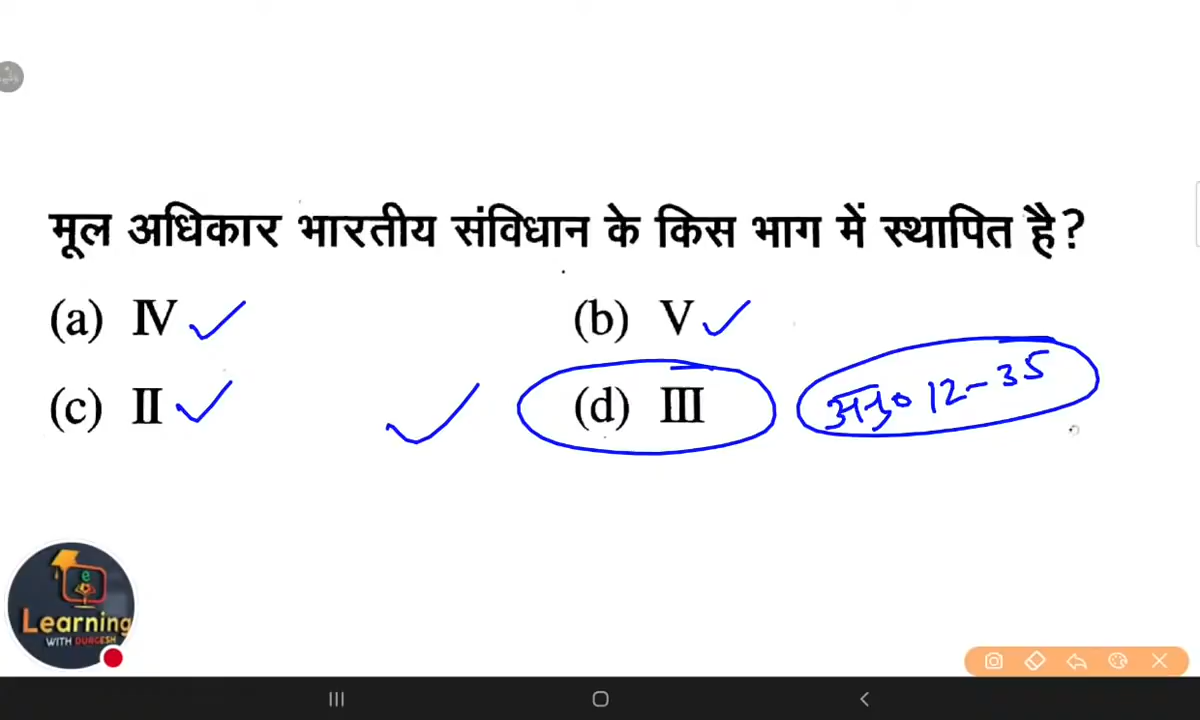 मूल अधिकार भारतीय संविधान के किस भाग में स्थापित है?
(a) IV ✓ (b) V ✓
(c) II ✓ ✓ (d) III अनु० 12-35
e
Learning
WITH DURGESH